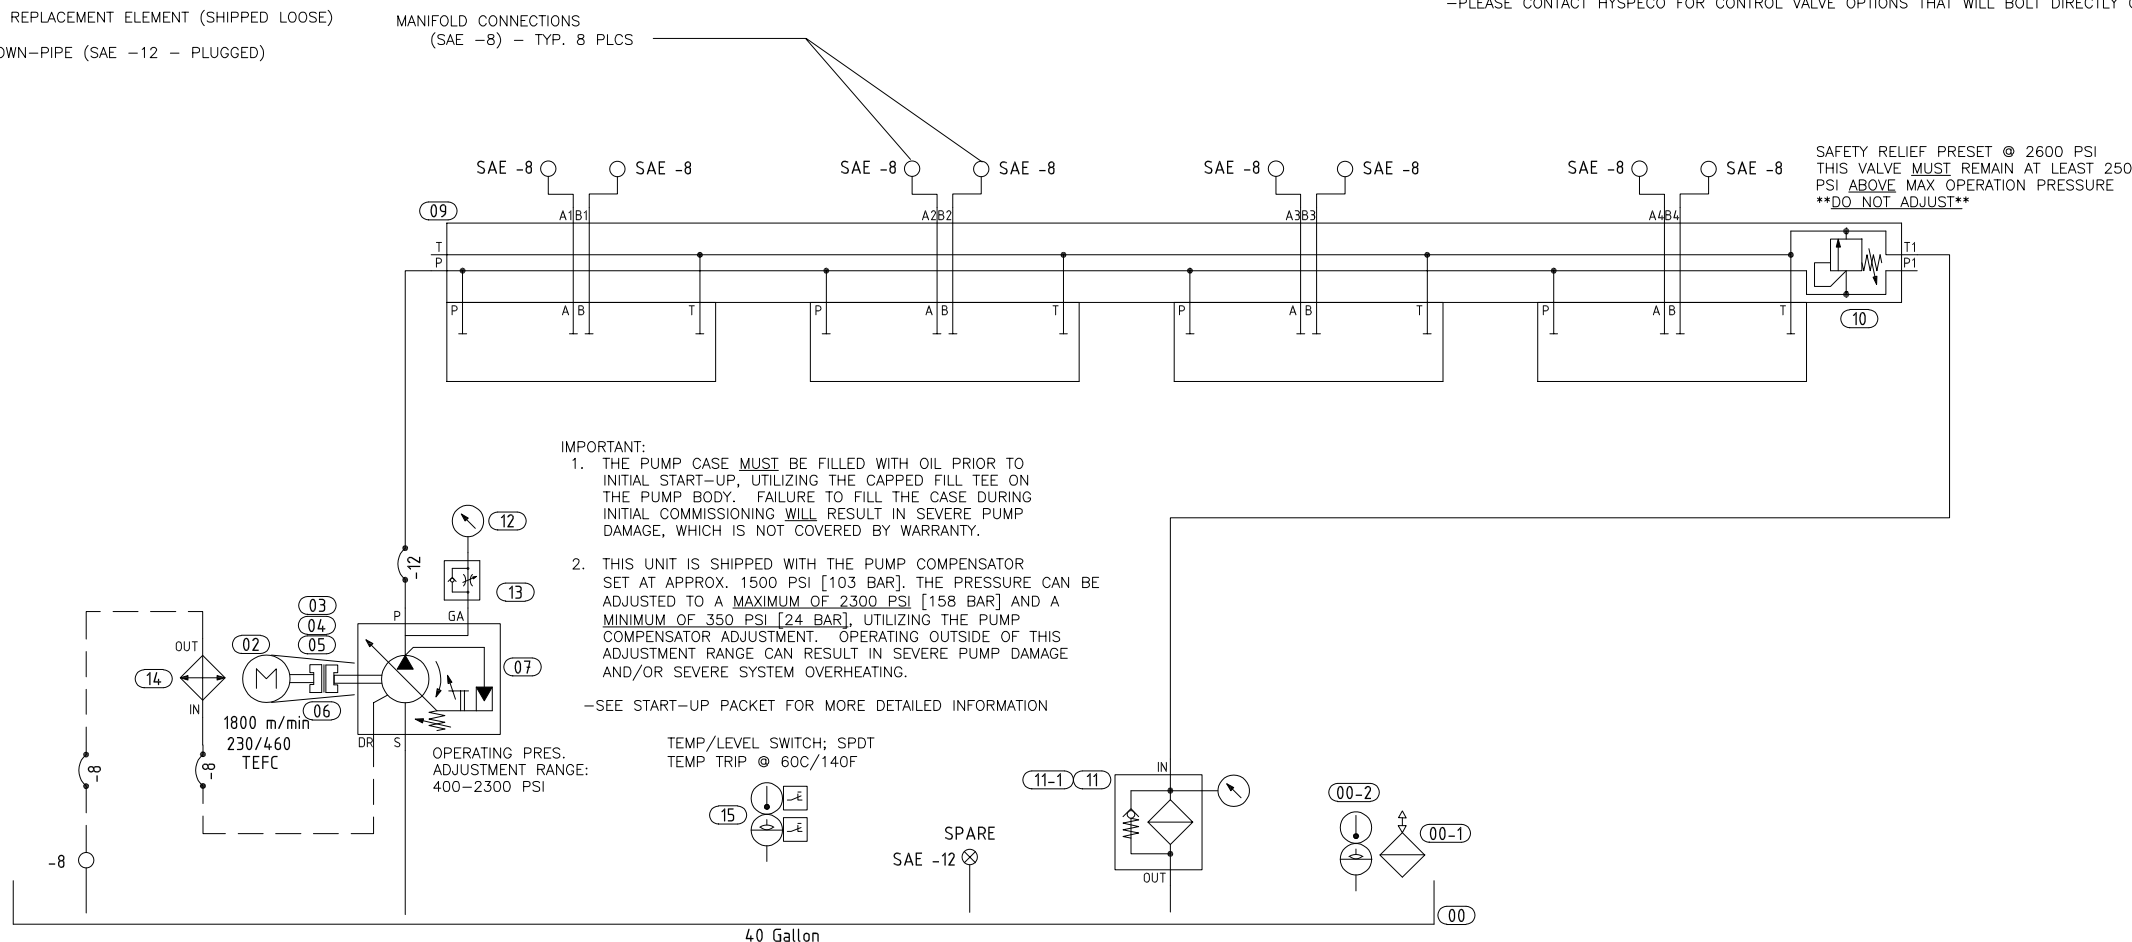 REPLACEMENT ELEMENT (SHIPPED LOOSE)
OWN-PIPE (SAE -12 - PLUGGED)
MANIFOLD CONNECTIONS
(SAE -8) - TYP. 8 PLCS
-PLEASE CONTACT HYSPECO FOR CONTROL VALVE OPTIONS THAT WILL BOLT DIRECTLY
SAE -8
SAE -8
SAE -8
SAE -8
SAE -8
SAE -8
SAE -8
SAE -8
SAFETY RELIEF PRESET @ 2600 PSI
THIS VALVE MUST REMAIN AT LEAST 250
PSI ABOVE MAX OPERATION PRESSURE
**DO NOT ADJUST**
09
A1 B1
A2 B2
A3 B3
A4 B4
T
P
T1
P1
P A B T
P A B T
P A B T
P A B T
10
IMPORTANT:
1. THE PUMP CASE MUST BE FILLED WITH OIL PRIOR TO
INITIAL START-UP, UTILIZING THE CAPPED FILL TEE ON
THE PUMP BODY. FAILURE TO FILL THE CASE DURING
INITIAL COMMISSIONING WILL RESULT IN SEVERE PUMP
DAMAGE, WHICH IS NOT COVERED BY WARRANTY.
2. THIS UNIT IS SHIPPED WITH THE PUMP COMPENSATOR
SET AT APPROX. 1500 PSI [103 BAR]. THE PRESSURE CAN BE
ADJUSTED TO A MAXIMUM OF 2300 PSI [158 BAR] AND A
MINIMUM OF 350 PSI [24 BAR], UTILIZING THE PUMP
COMPENSATOR ADJUSTMENT. OPERATING OUTSIDE OF THIS
ADJUSTMENT RANGE CAN RESULT IN SEVERE PUMP DAMAGE
AND/OR SEVERE SYSTEM OVERHEATING.
-SEE START-UP PACKET FOR MORE DETAILED INFORMATION
12
-12
13
03
04
05
P
GA
02
OUT
14
IN
M
07
06
1800 m/min
230/460
TEFC
DR
S
OPERATING PRES.
ADJUSTMENT RANGE:
400-2300 PSI
-8
-8
-8
TEMP/LEVEL SWITCH; SPDT
TEMP TRIP @ 60C/140F
15
SPARE
SAE -12
11-1
11
IN
OUT
00-2
00-1
00
40 Gallon